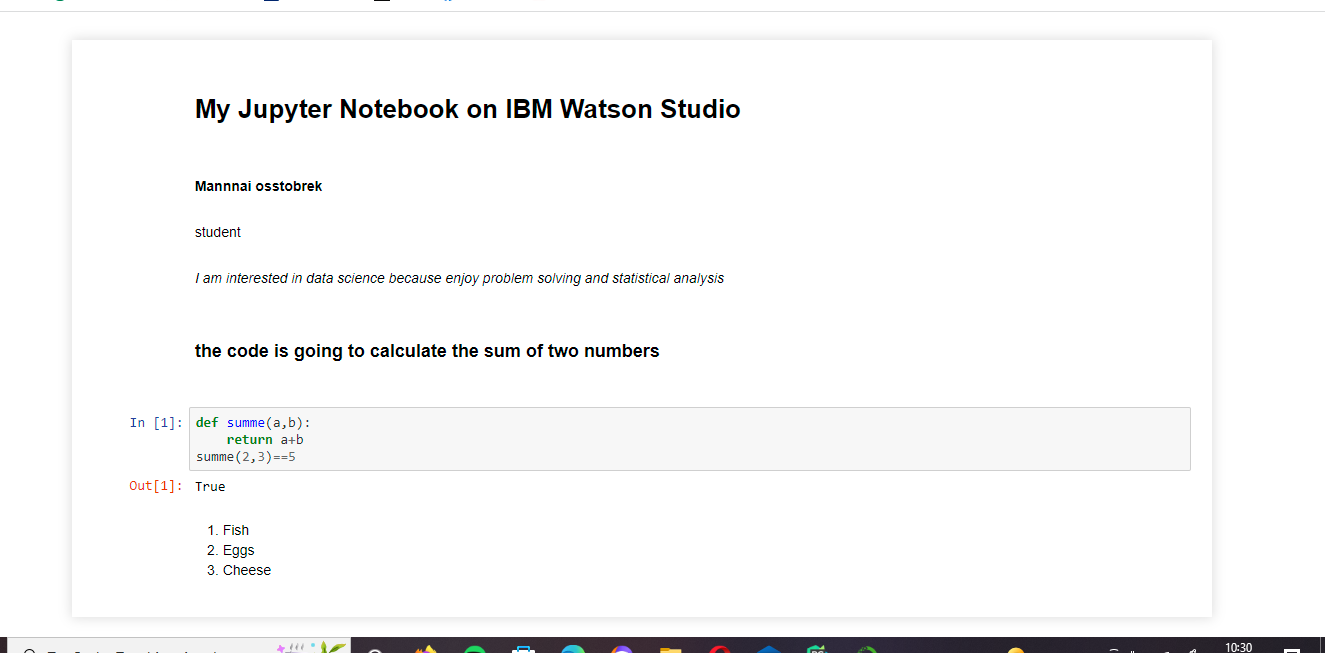 My Jupyter Notebook on IBM Watson Studio
Mannnai osstobrek
student
I am interested in data science because enjoy problem solving and statistical analysis
the code is going to calculate the sum of two numbers
In [1]: def summe(a,b):
    return a+b
summe(2,3)==5
Out[1]: True
1. Fish
2. Eggs
3. Cheese
10:30